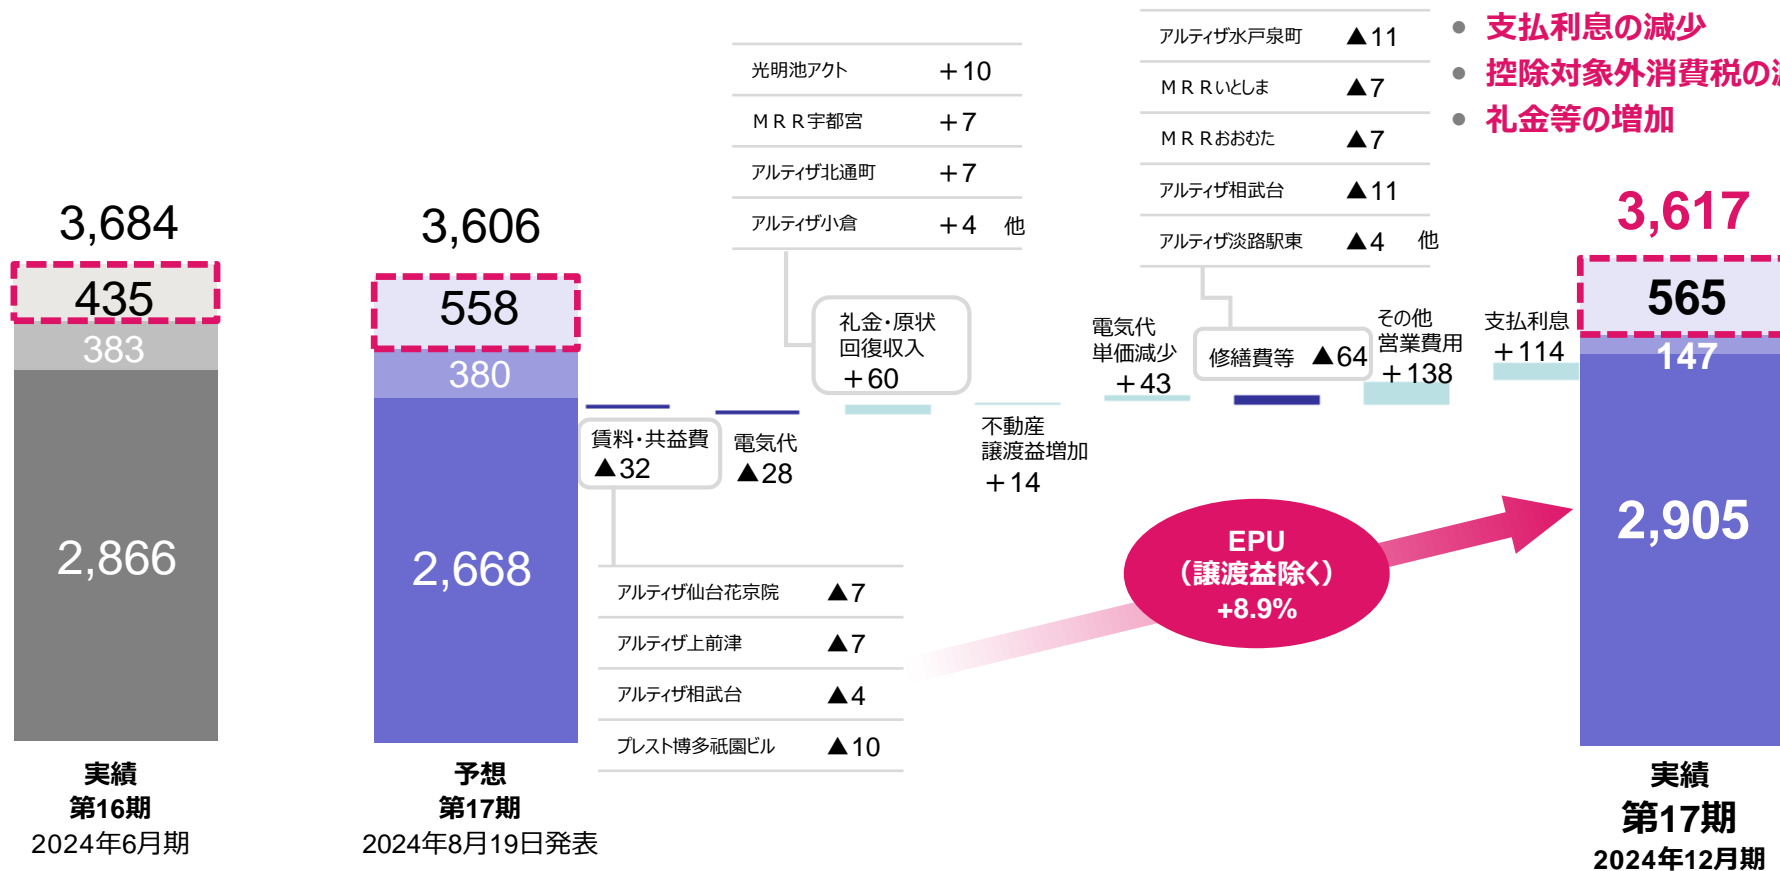 • 支払利息の減少
• 控除対象外消費税の
• 礼金等の増加
光明池アクト ＋10
ＭＲＲ宇都宮 ＋7
アルティザ北通町 ＋7
アルティザ小倉 ＋4 他
アルティザ水戸泉町 ▲11
ＭＲＲいとしま ▲7
ＭＲＲおおむた ▲7
アルティザ相武台 ▲11
アルティザ淡路駅東 ▲4 他
3,684
435
383
2,866
実績
第16期
2024年6月期
3,606
558
380
2,668
予想
第17期
2024年8月19日発表
賃料・共益費
▲32
電気代
▲28
礼金・原状
回復収入
＋60
不動産
譲渡益増加
＋14
電気代
単価減少
＋43
修繕費等 ▲64
その他
営業費用
＋138
支払利息
＋114
アルティザ仙台花京院 ▲7
アルティザ上前津 ▲7
アルティザ相武台 ▲4
プレスト博多祇園ビル ▲10
EPU
（譲渡益除く）
+8.9%
3,617
565
147
2,905
実績
第17期
2024年12月期